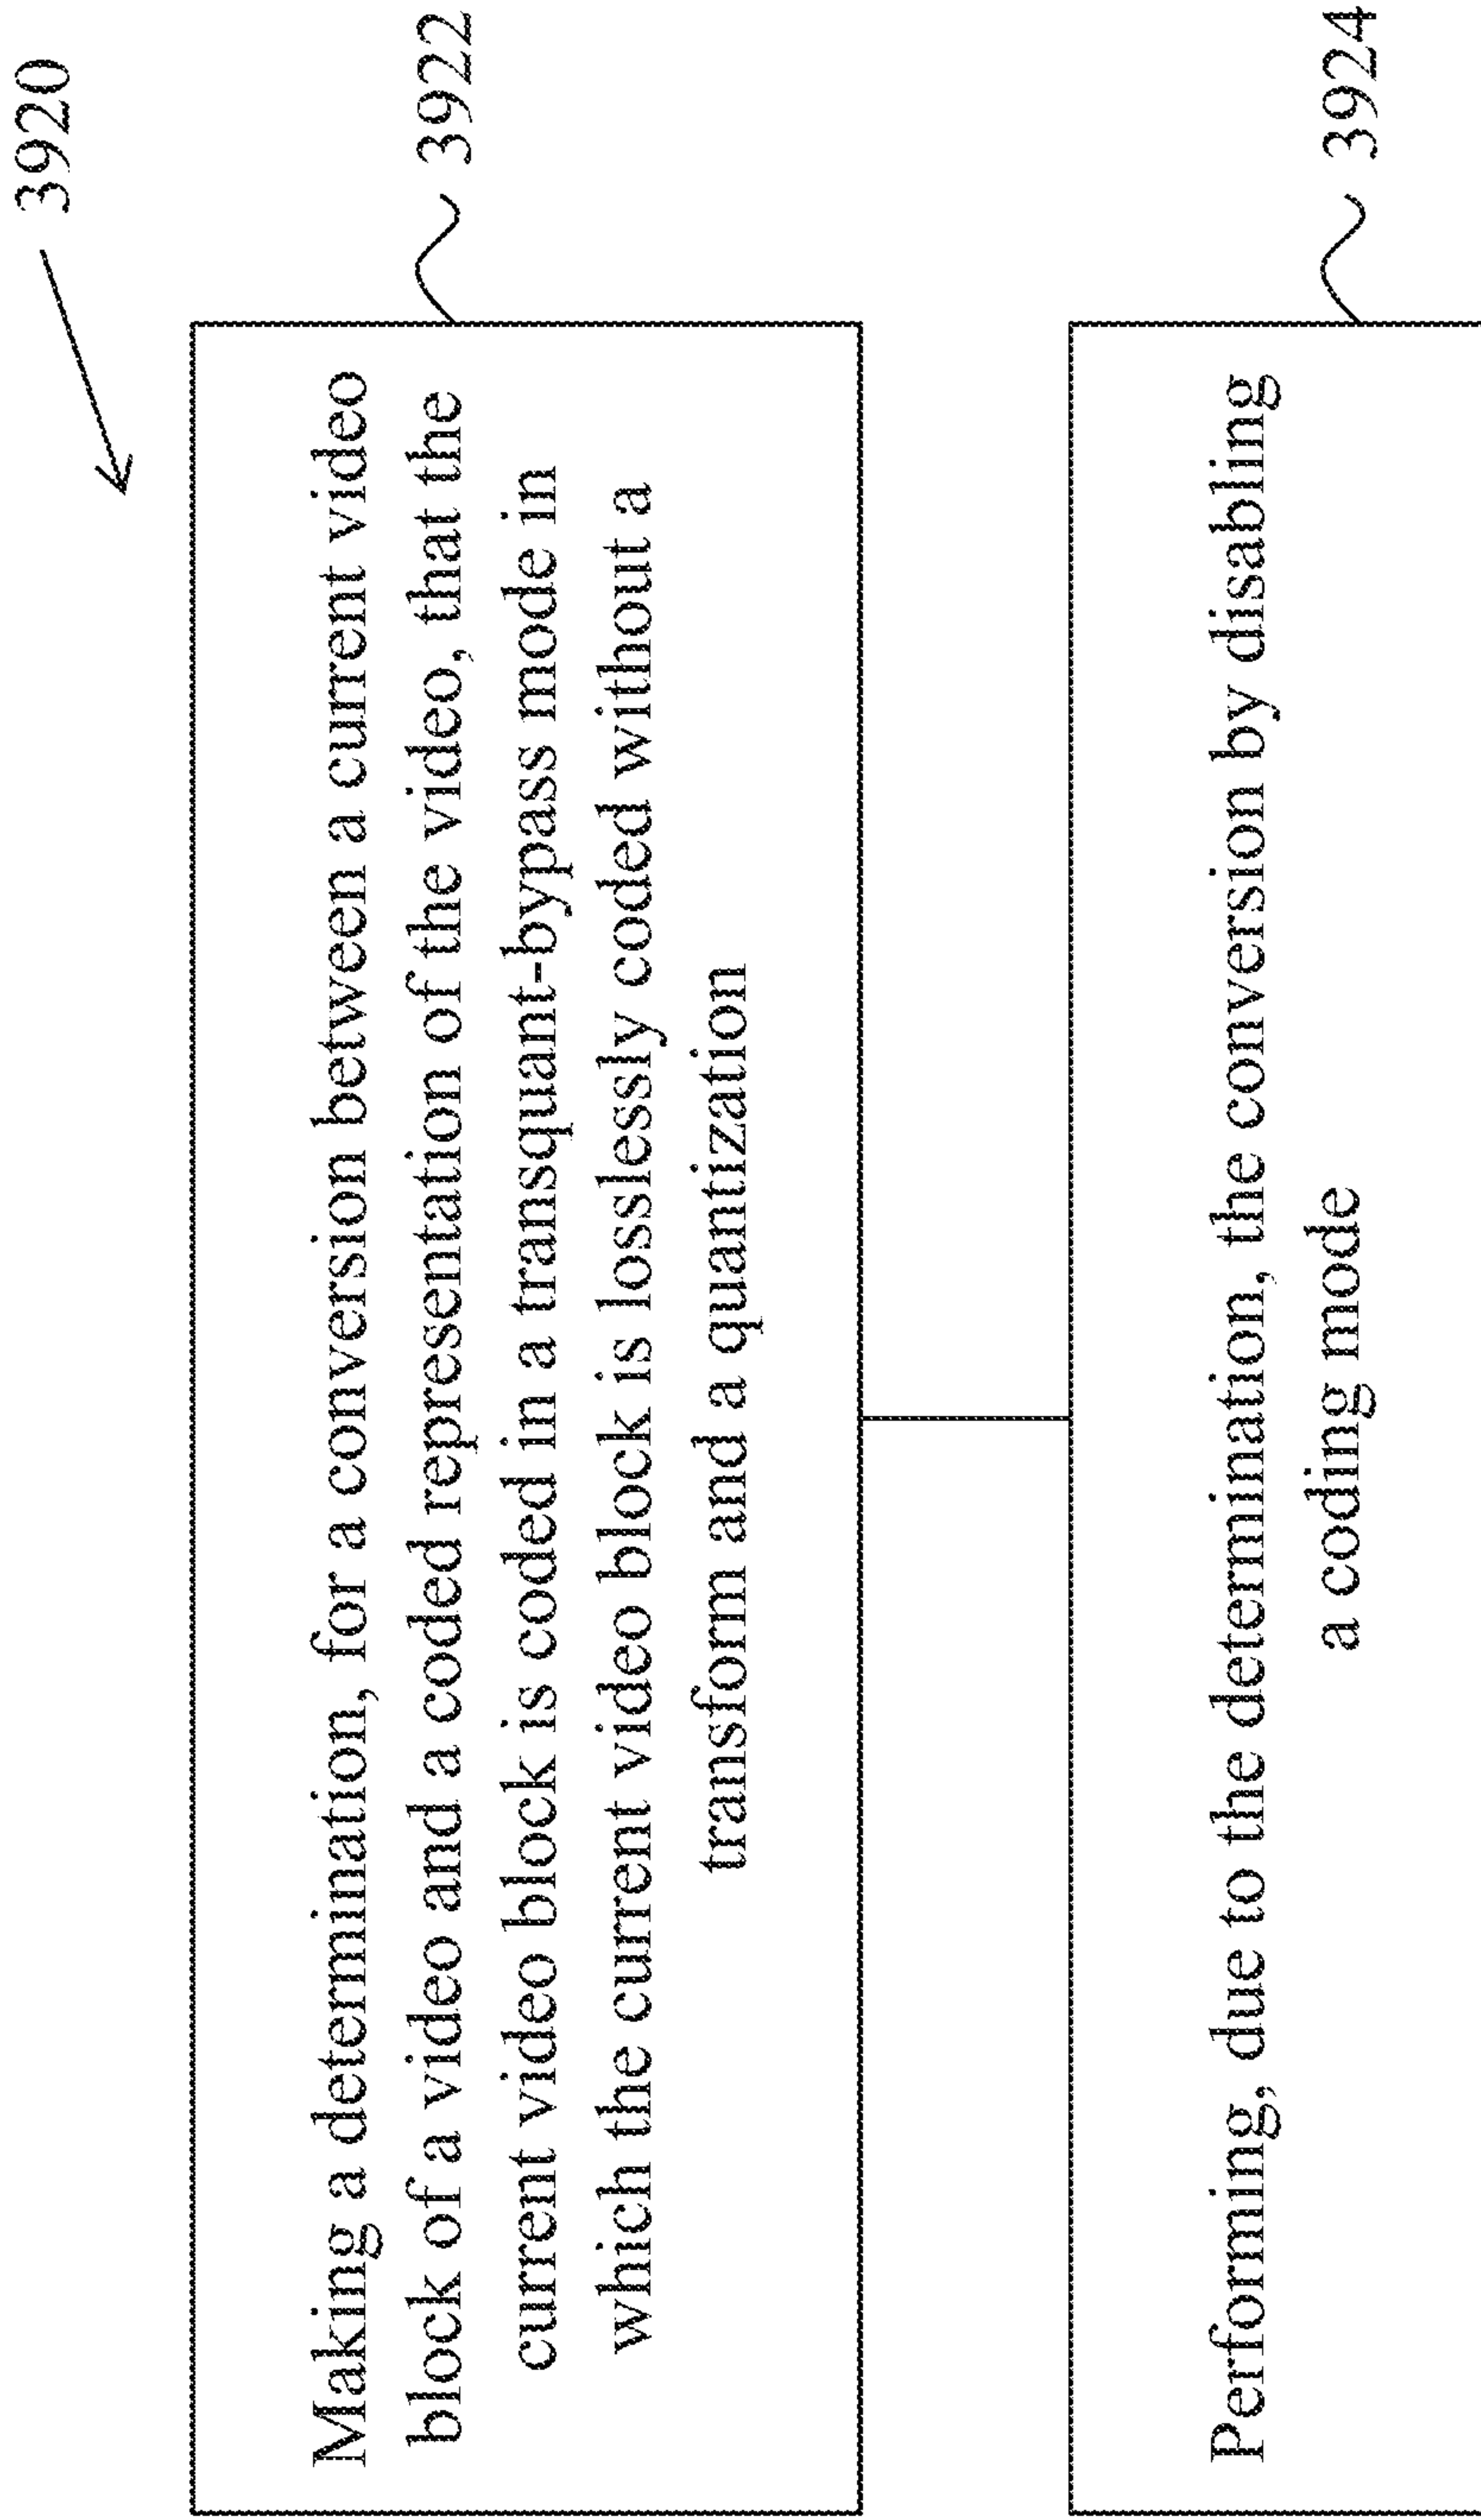 3920
Making a determination, for a conversion between a current video
block of a video and a coded representation of the video, that the
current video block is coded in a transquant-bypass mode in
which the current video block is losslessly coded without a
transform and a quantization
3922
Performing, due to the determination, the conversion by disabling
a coding mode
3924